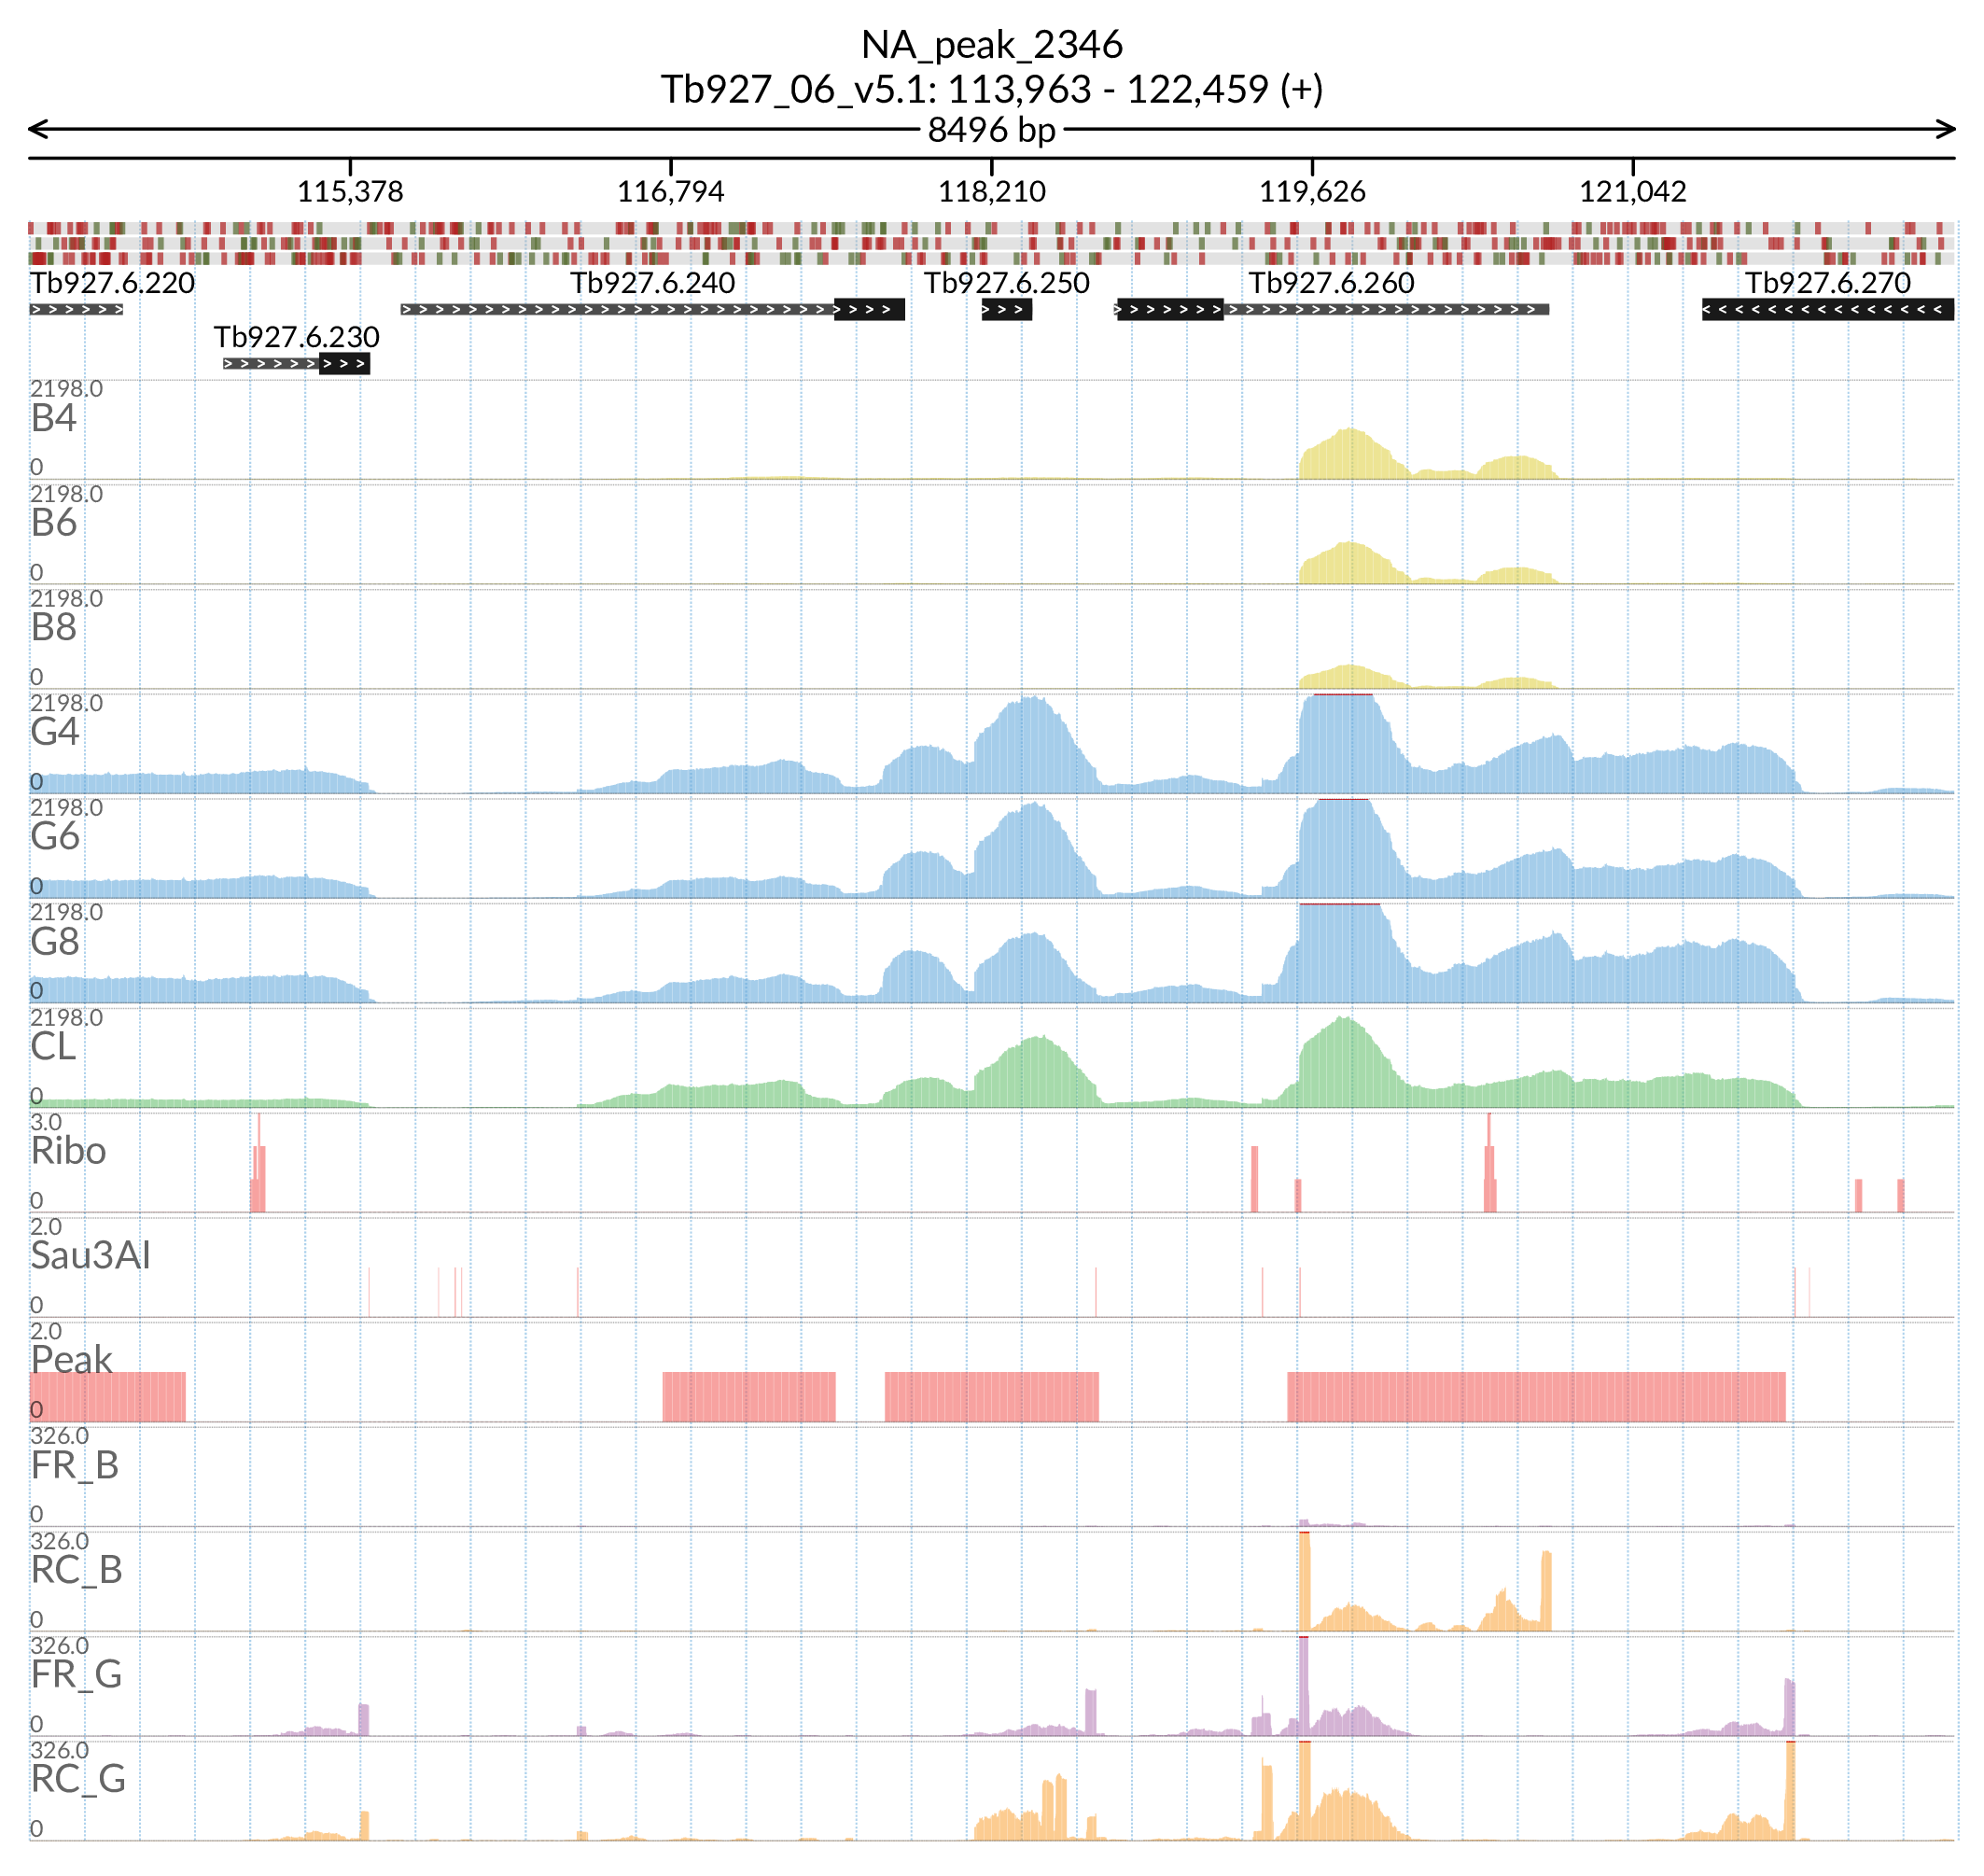 NA_peak_2346
Tb927_06_v5.1: 113,963 - 122,459 (+)
8496 bp
115,378 116,794 118,210 119,626 121,042
Tb927.6.220 Tb927.6.240 Tb927.6.250 Tb927.6.260 Tb927.6.270
Tb927.6.230
2198.0
B4
0
2198.0
B6
0
2198.0
B8
0
2198.0
G4
0
2198.0
G6
0
2198.0
G8
0
2198.0
CL
0
3.0
Ribo
0
2.0
Sau3AI
0
2.0
Peak
0
326.0
FR_B
0
326.0
RC_B
0
326.0
FR_G
0
326.0
RC_G
0